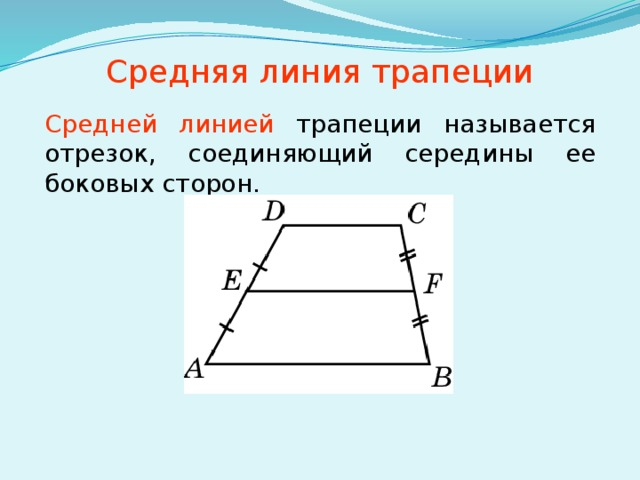 Средняя линия трапеции
Средней линией трапеции называется
отрезок, соединяющий середины ее
боковых сторон.
D C
E F
A B